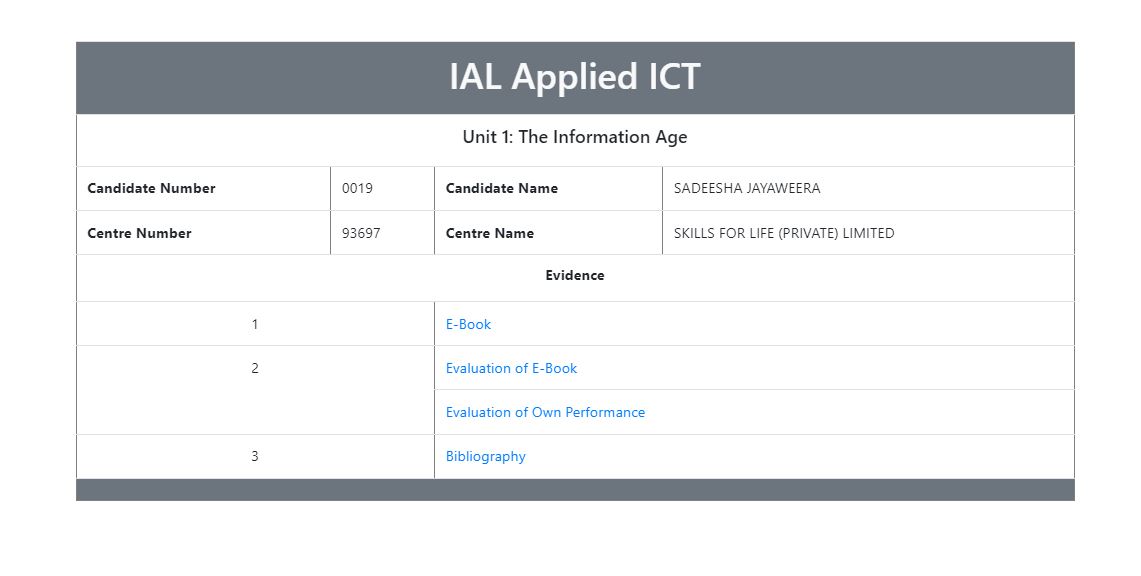 IAL Applied ICT
Unit 1: The Information Age
Candidate Number 0019 Candidate Name SADEESHA JAYAWEERA
Centre Number 93697 Centre Name SKILLS FOR LIFE (PRIVATE) LIMITED
Evidence
1 E-Book
2 Evaluation of E-Book
Evaluation of Own Performance
3 Bibliography